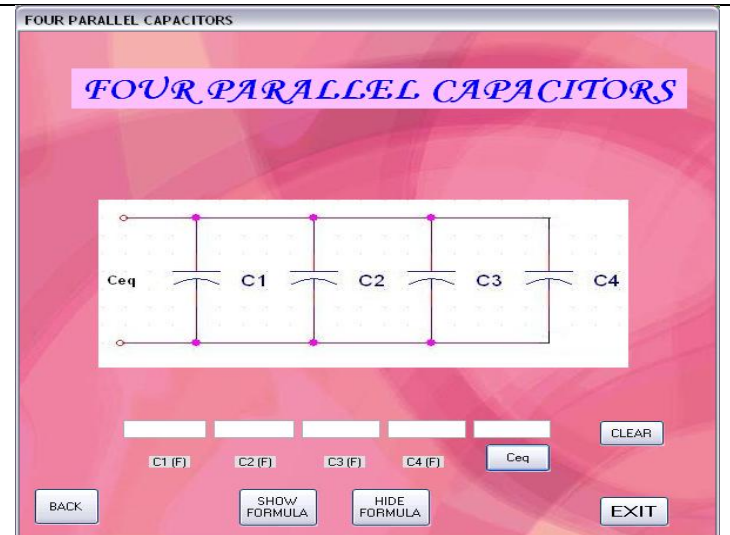 FOUR PARALLEL CAPACITORS
FOUR PARALLEL CAPACITORS
Ceq C1 C2 C3 C4
CLEAR
C1 (F) C2 (F) C3 (F) C4 (F) Ceq
BACK SHOW FORMULA HIDE FORMULA EXIT